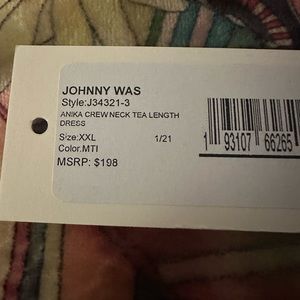 JOHNNY WAS
Style:J34321-3
ANIKA CREW NECK TEA LENGTH
DRESS
Size:XXL 1/21
Color:MTI
MSRP: $198
1 93107 66265